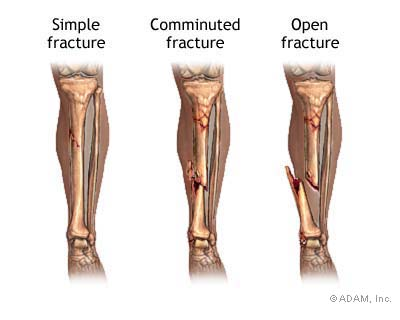 Simple
fracture
Comminuted
fracture
Open
fracture
© ADAM, Inc.